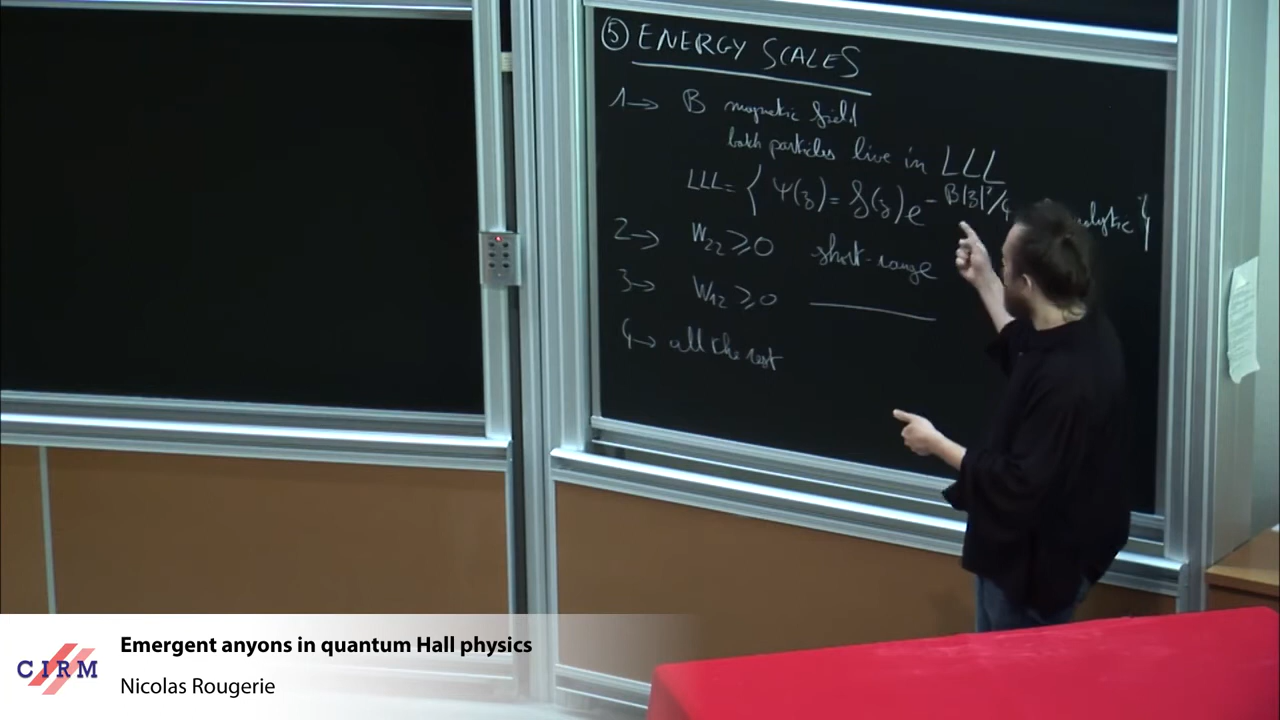 ⑤ ENERGY SCALES
1→ B magnetic field
both particles live in LLL
LLL = { ψ(z) = f(z) e^{-B|z|²/4
2→ W₂₂ ⩾ 0 short-range
3→ W₁₂ ⩾ 0 ———
4→ all the rest
CIRM
Emergent anyons in quantum Hall physics
Nicolas Rougerie